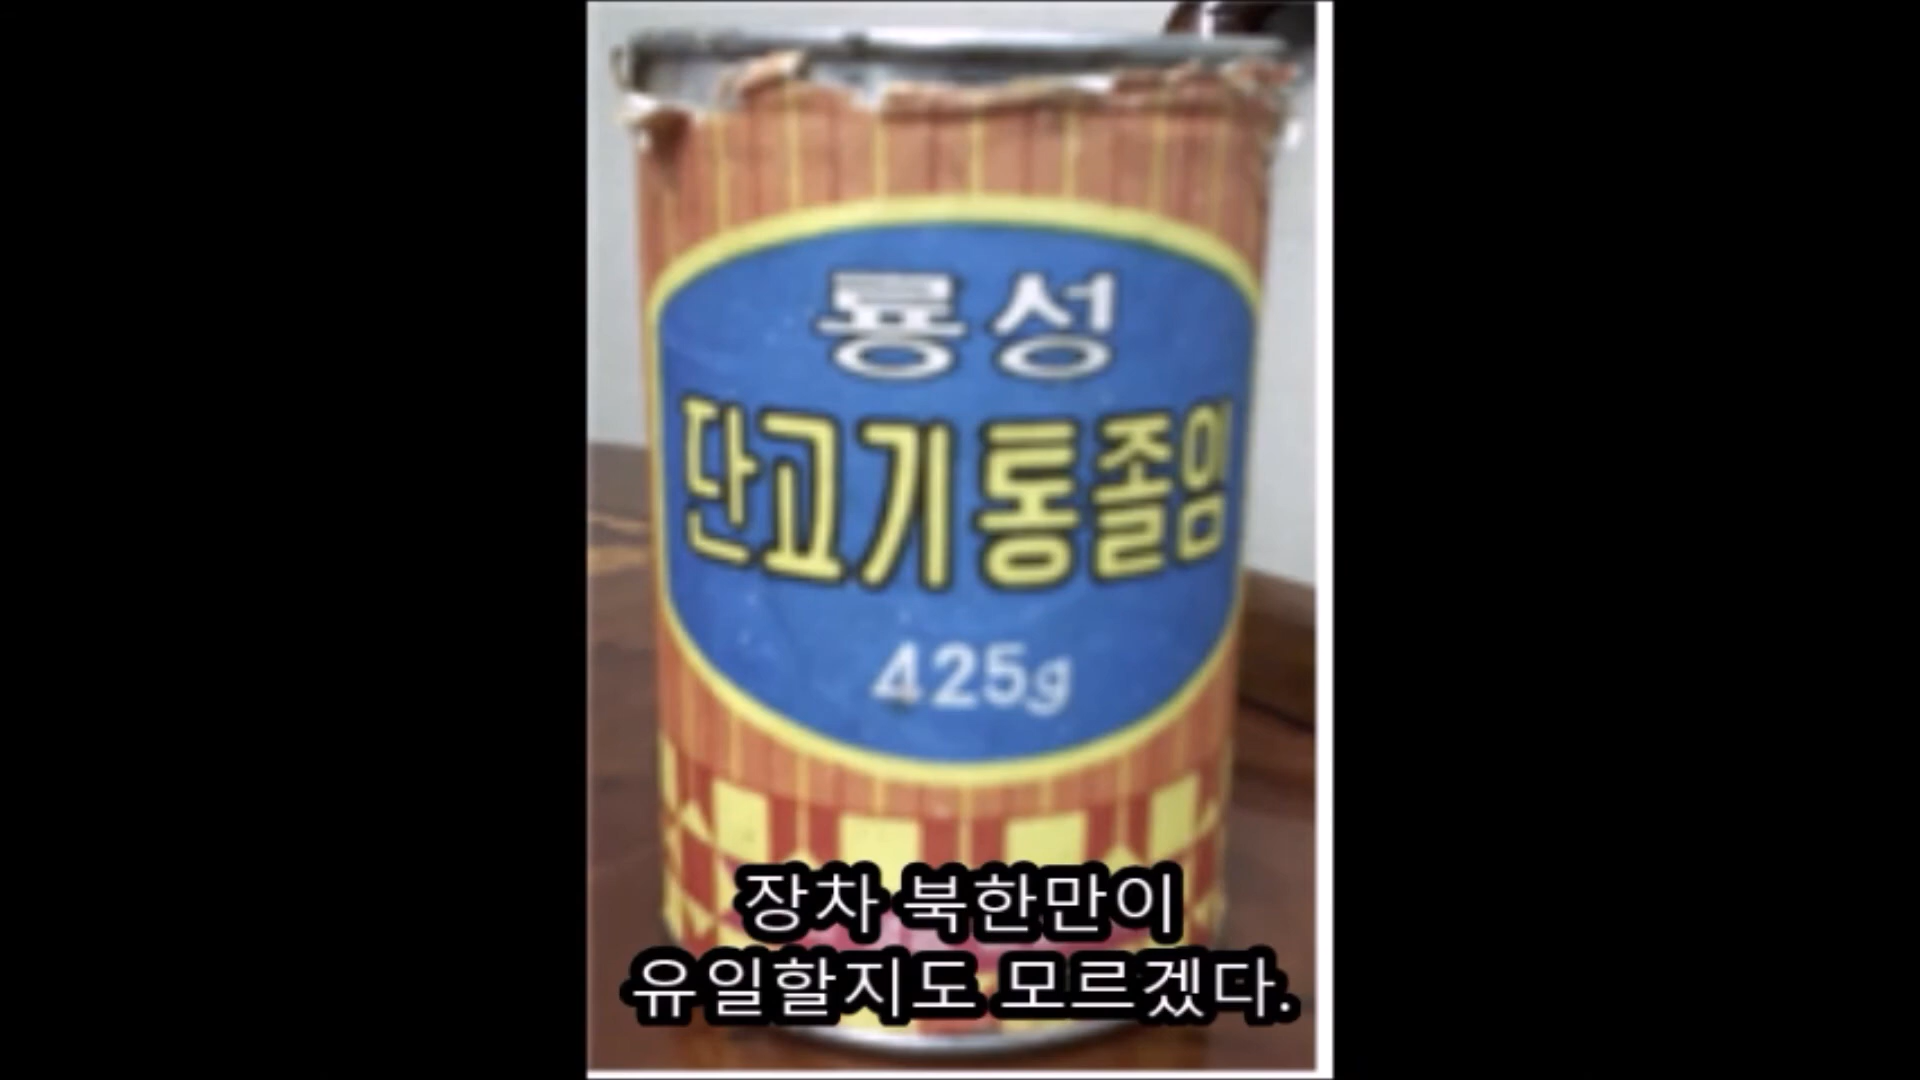 룡성
단고기통졸임
425g
장차 북한만이
유일할지도 모르겠다.